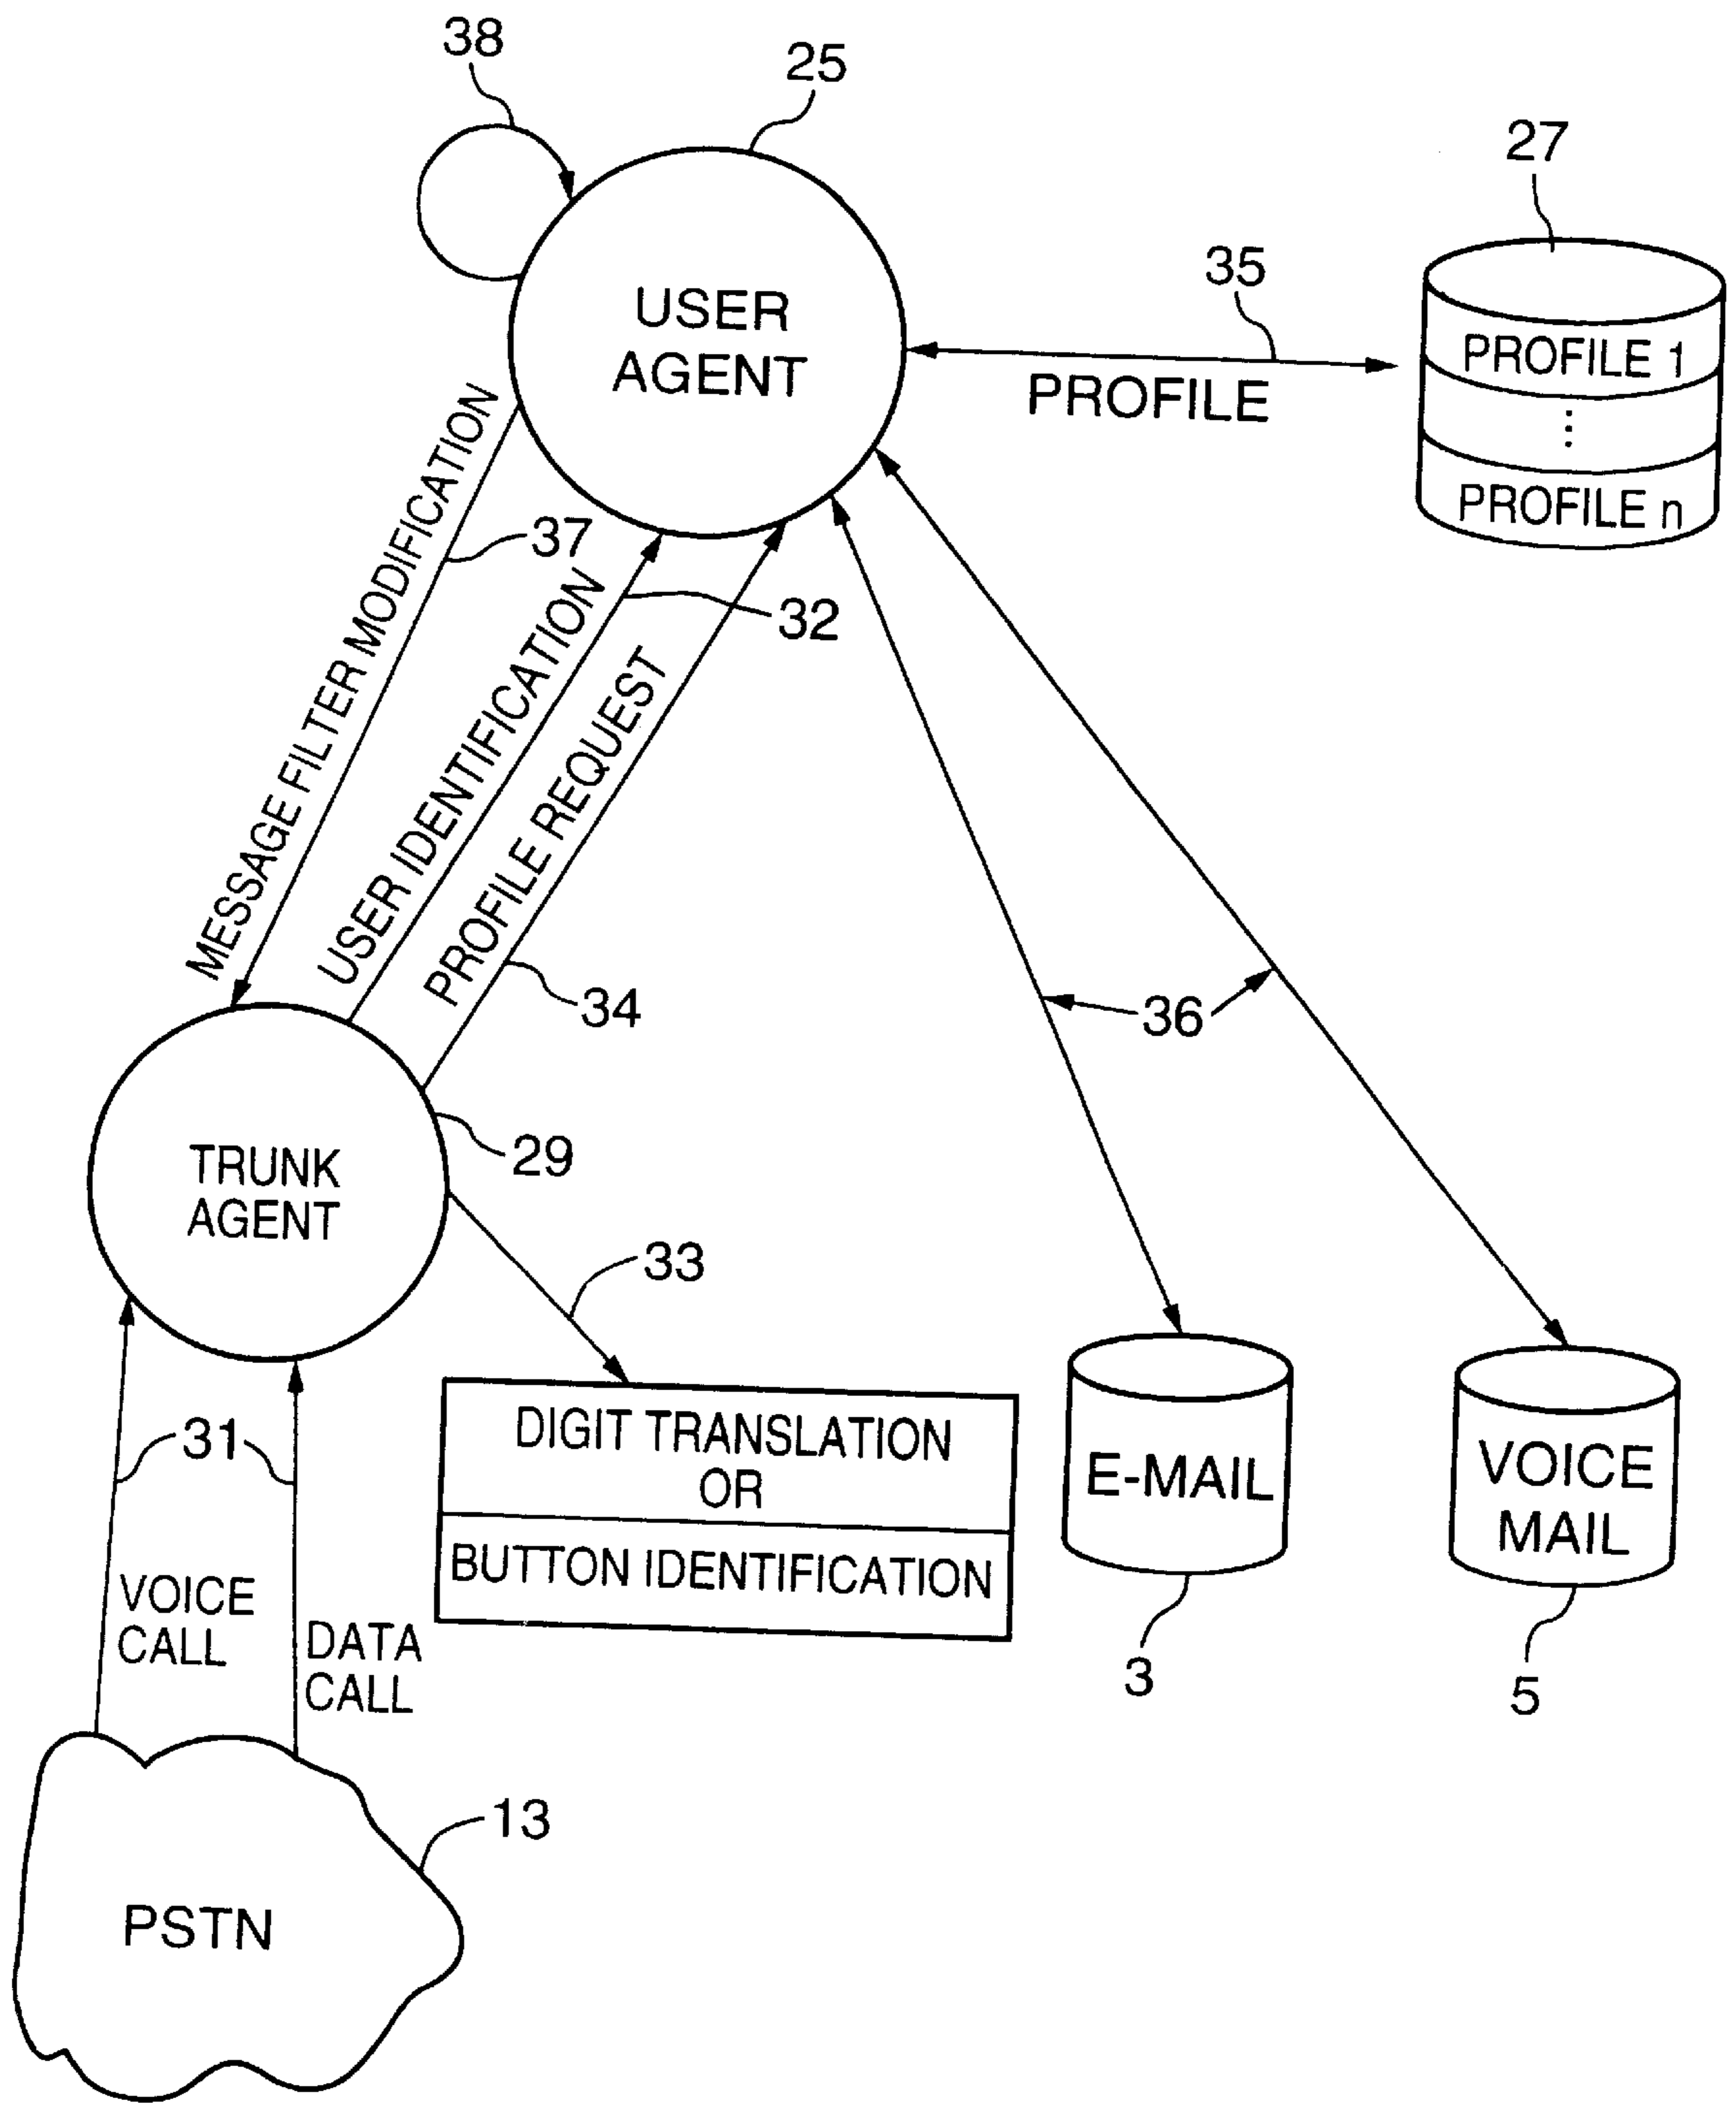 38
25
27
USER
AGENT
35
PROFILE
PROFILE 1
⋮
PROFILE n
MESSAGE FILTER MODIFICATION
37
USER IDENTIFICATION
32
PROFILE REQUEST
34
36
TRUNK
AGENT
29
33
31
VOICE
CALL
DATA
CALL
DIGIT TRANSLATION
OR
BUTTON IDENTIFICATION
E-MAIL
3
VOICE
MAIL
5
13
PSTN